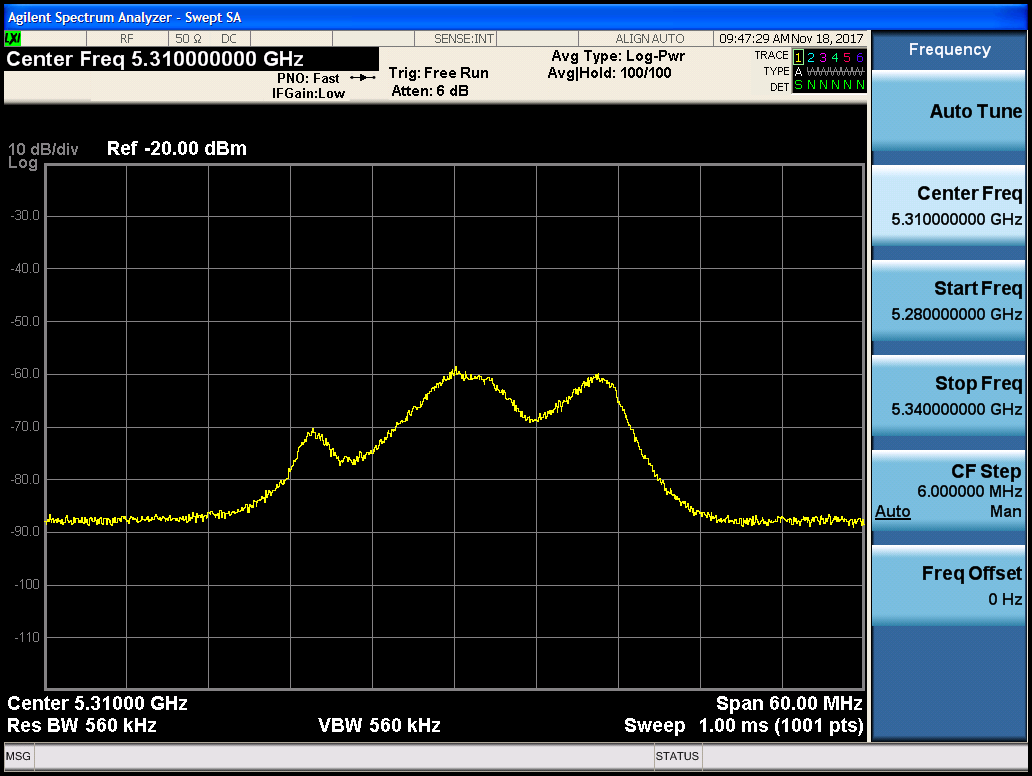 Agilent Spectrum Analyzer - Swept SA
LXI RF 50 Ω DC SENSE:INT ALIGN AUTO 09:47:29 AM Nov 18, 2017
Center Freq 5.310000000 GHz
PNO: Fast
IFGain:Low
Trig: Free Run
Atten: 6 dB
Avg Type: Log-Pwr
Avg|Hold: 100/100
TRACE 1 2 3 4 5 6
TYPE A WWWWW
DET S N N N N N
10 dB/div
Log
Ref -20.00 dBm
-30.0
-40.0
-50.0
-60.0
-70.0
-80.0
-90.0
-100
-110
Center 5.31000 GHz
Span 60.00 MHz
Res BW 560 kHz
VBW 560 kHz
Sweep 1.00 ms (1001 pts)
MSG
STATUS
Frequency
Auto Tune
Center Freq
5.310000000 GHz
Start Freq
5.280000000 GHz
Stop Freq
5.340000000 GHz
CF Step
6.000000 MHz
Auto Man
Freq Offset
0 Hz